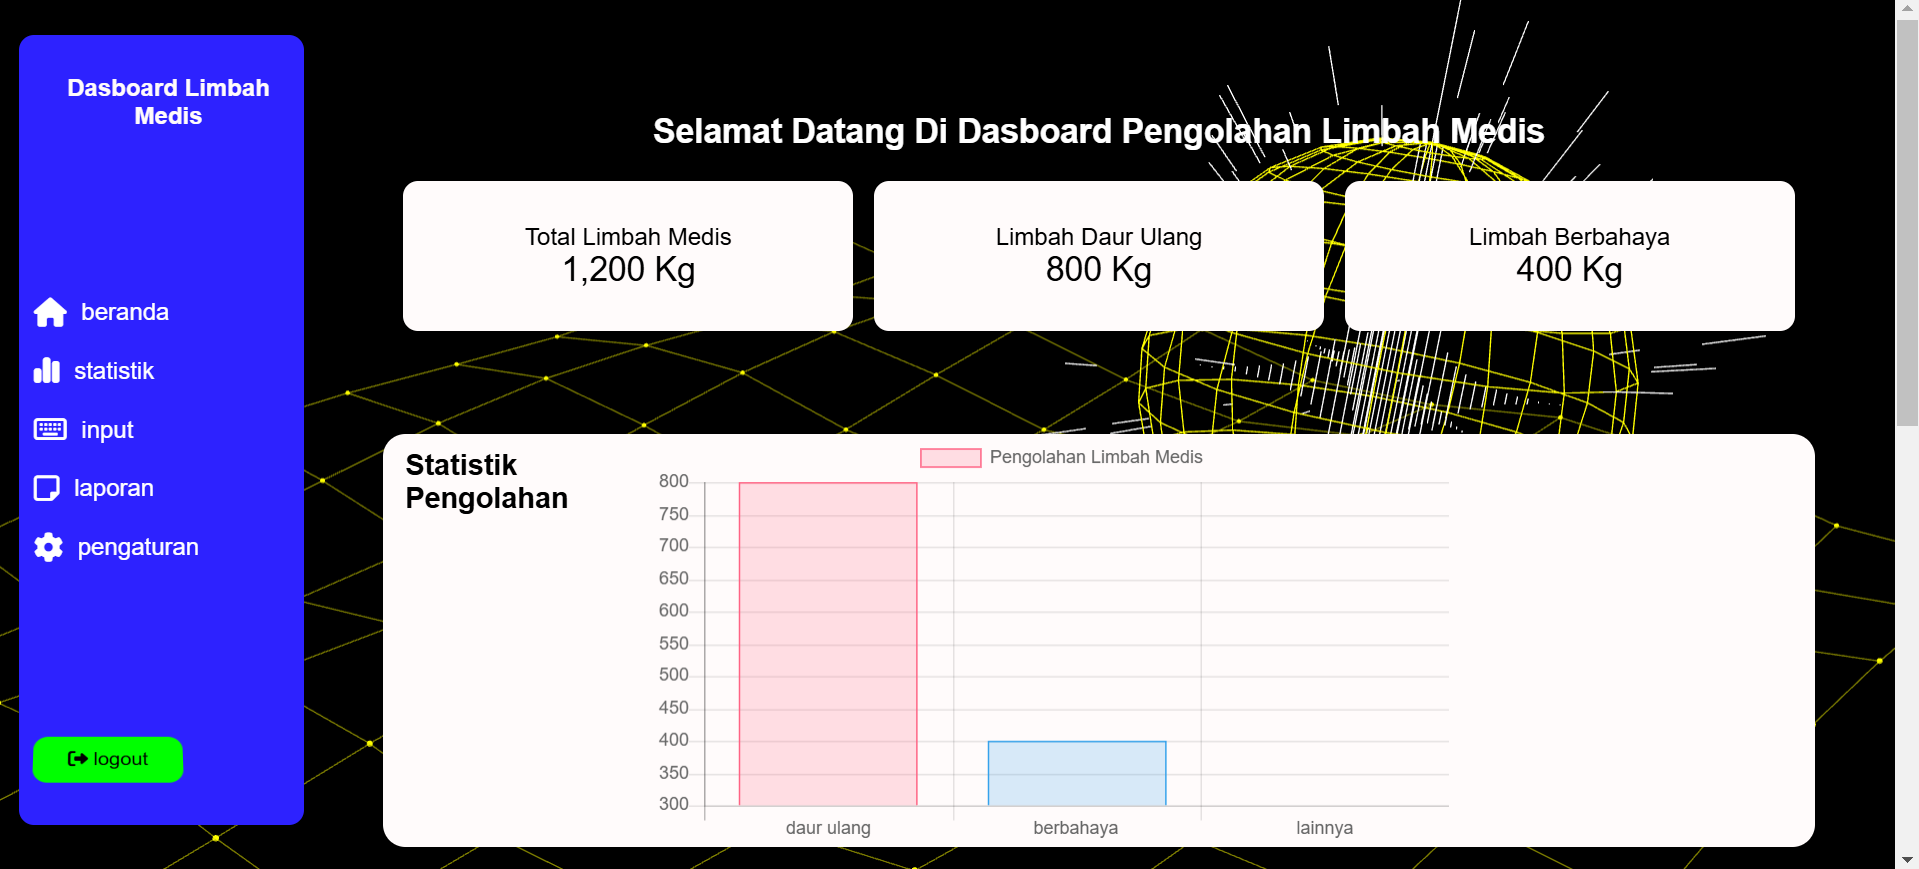 Dasboard Limbah
Medis
beranda
statistik
input
laporan
pengaturan
logout
Selamat Datang Di Dasboard Pengolahan Limbah Medis
Total Limbah Medis
1,200 Kg
Limbah Daur Ulang
800 Kg
Limbah Berbahaya
400 Kg
Statistik
Pengolahan
Pengolahan Limbah Medis
800
750
700
650
600
550
500
450
400
350
300
daur ulang
berbahaya
lainnya